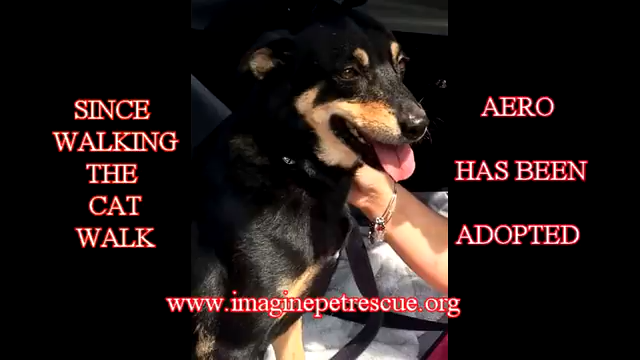 SINCE
WALKING
THE
CAT
WALK
AERO
HAS BEEN
ADOPTED
www.imaginepetrescue.org